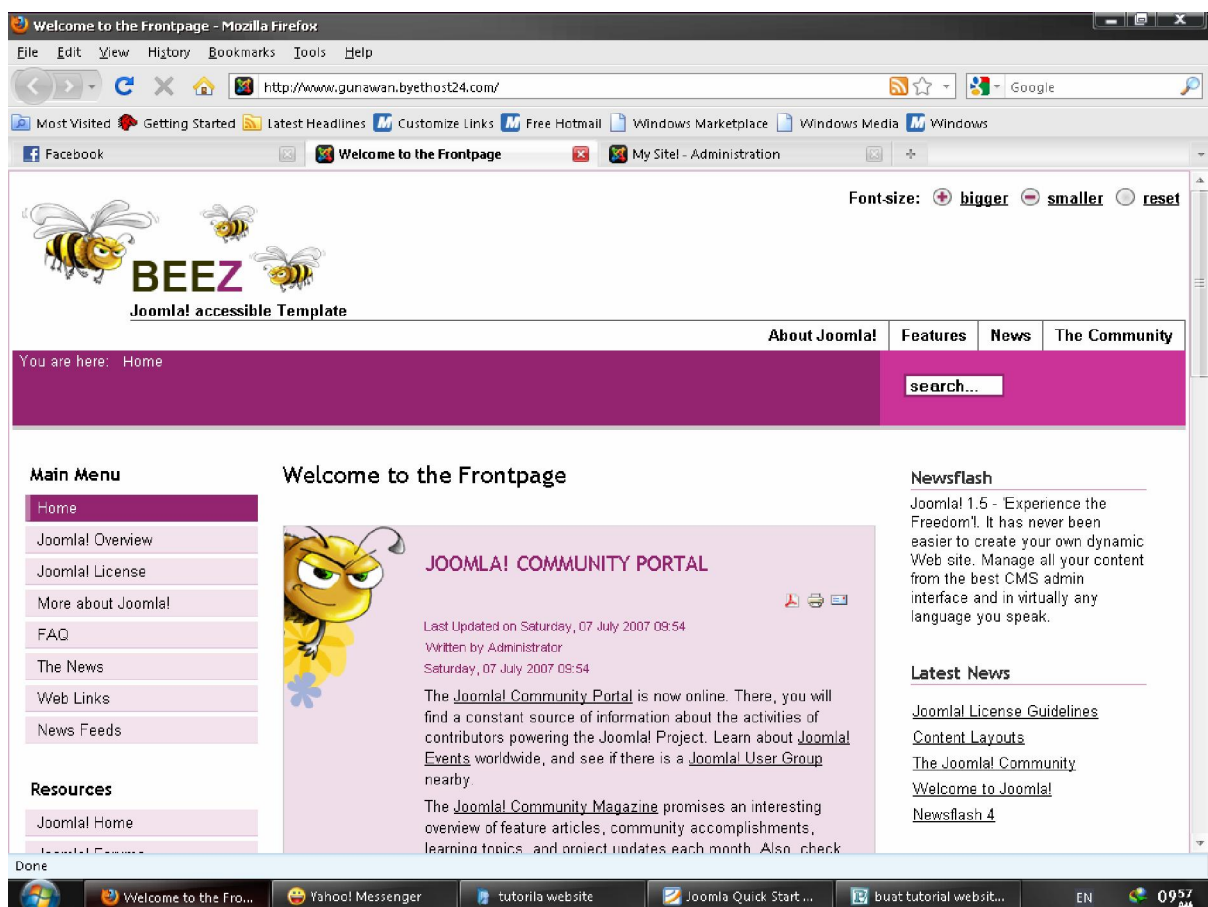 Welcome to the Frontpage - Mozilla Firefox
File Edit View History Bookmarks Tools Help
http://www.gunawan.byethost24.com/
Google
Most Visited Getting Started Latest Headlines Customize Links Free Hotmail Windows Marketplace Windows Media Windows
Facebook Welcome to the Frontpage My Site! - Administration
Font-size: bigger smaller reset
BEEZ
Joomla! accessible Template
About Joomla! Features News The Community
You are here: Home
search...
Main Menu
Home
Joomla! Overview
Joomla! License
More about Joomla!
FAQ
The News
Web Links
News Feeds
Resources
Joomla! Home
Joomla! Forums
Welcome to the Frontpage
JOOMLA! COMMUNITY PORTAL
Last Updated on Saturday, 07 July 2007 09:54
Written by Administrator
Saturday, 07 July 2007 09:54
The Joomla! Community Portal is now online. There, you will
find a constant source of information about the activities of
contributors powering the Joomla! Project. Learn about Joomla!
Events worldwide, and see if there is a Joomla! User Group
nearby.
The Joomla! Community Magazine promises an interesting
overview of feature articles, community accomplishments,
learning topics, and project updates each month. Also, check
Newsflash
Joomla! 1.5 - 'Experience the
Freedom'!. It has never been
easier to create your own dynamic
Web site. Manage all your content
from the best CMS admin
interface and in virtually any
language you speak.
Latest News
Joomla! License Guidelines
Content Layouts
The Joomla! Community
Welcome to Joomla!
Newsflash 4
Done
Welcome to the Fro... Yahoo! Messenger tutorila website Joomla Quick Start ... buat tutorial websit... EN 09 57 AM